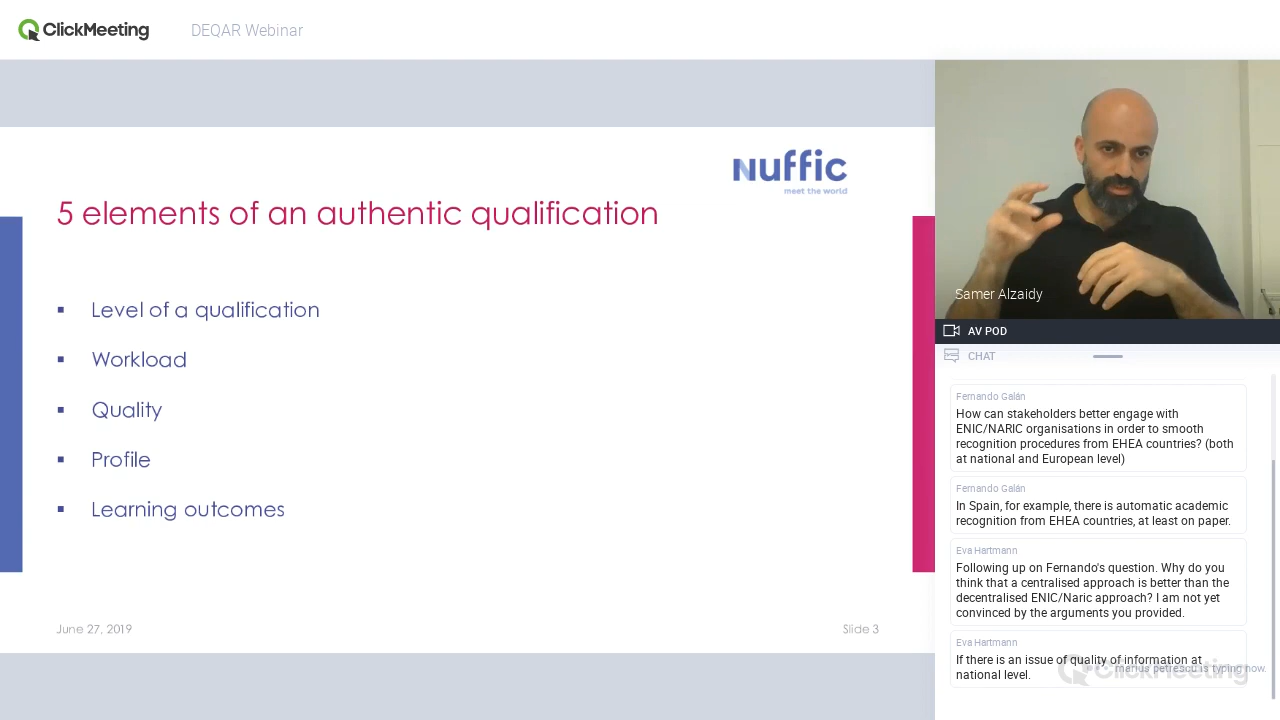 ClickMeeting
DEQAR Webinar
Nuffic
meet the world
5 elements of an authentic qualification
Level of a qualification
Workload
Quality
Profile
Learning outcomes
June 27, 2019
Slide 3
Samer Alzaidy
AV POD
CHAT
Fernando Galán
How can stakeholders better engage with
ENIC/NARIC organisations in order to smooth
recognition procedures from EHEA countries? (both
at national and European level)
Fernando Galán
In Spain, for example, there is automatic academic
recognition from EHEA countries, at least on paper.
Eva Hartmann
Following up on Fernando's question. Why do you
think that a centralised approach is better than the
decentralised ENIC/Naric approach? I am not yet
convinced by the arguments you provided.
Eva Hartmann
If there is an issue of quality of information at
national level.
marius petrescu is typing now.
ClickMeeting